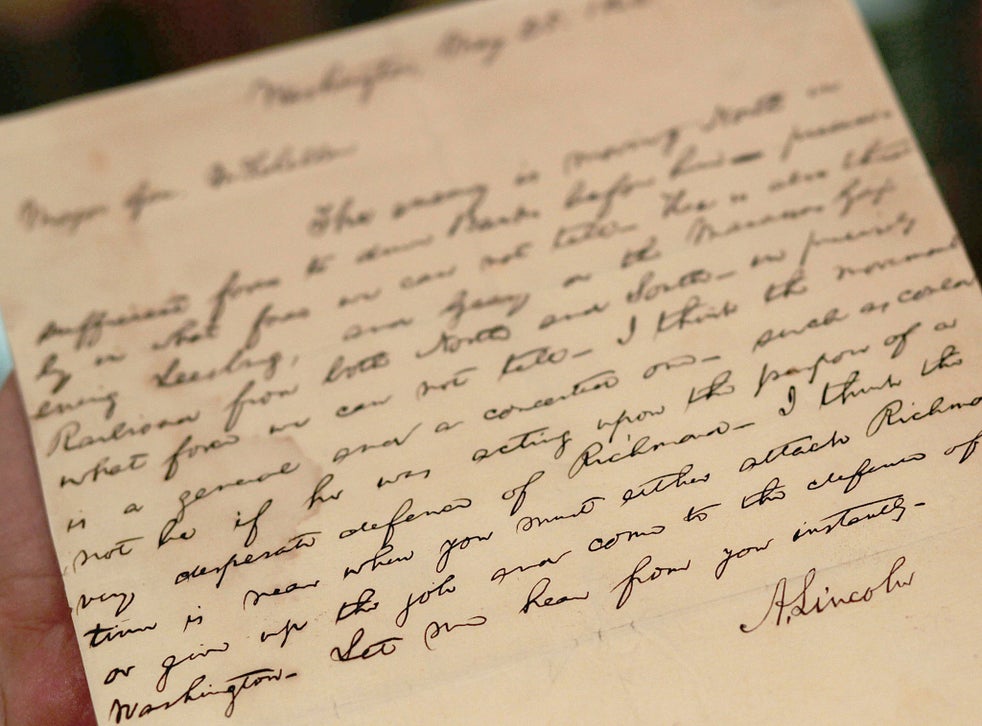 Washington, May 25. 1862
Major Gen. McClellan
The enemy is moving North in
sufficient force to drive Banks before him— precise-
ly in what force we can not tell— He is also threat
ening Leesburg, and Geary on the Manassas Gap
Railroad from both North and South— in precisely
what force we can not tell— I think the movement
is a general and a concerted one— such as could
not be if he was acting upon the purpose of a
very desperate defence of Richmond— I think the
time is near when you must either attack Richmo
or give up the job and come to the defence of
Washington— Let me hear from you instantly—
A. Lincoln